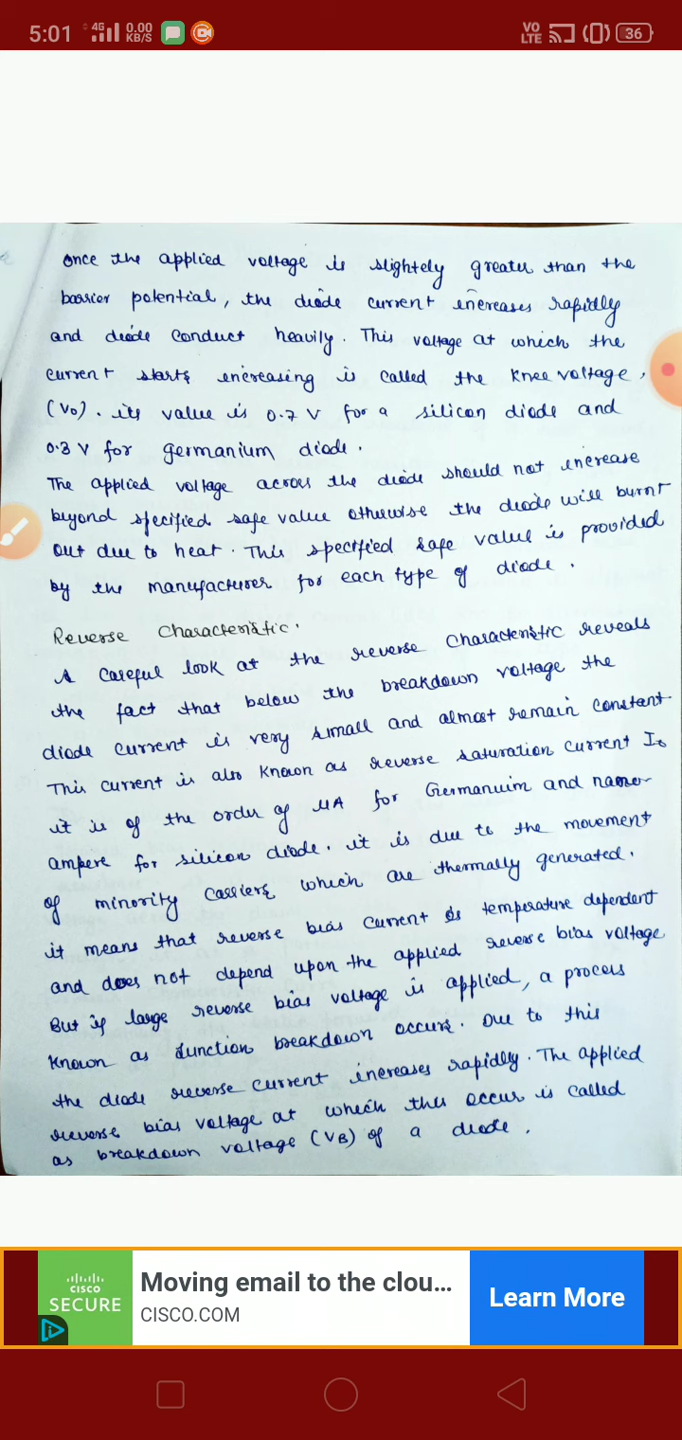 5:01 4G 0.00 KB/S VO LTE 36
Once the applied voltage is slightely greater than the
barrier potential, the diode current increases rapidly
and diode conduct heavily. This voltage at which the
current starts increasing is called the knee voltage,
(V0). its value is 0.7 V for a silicon diode and
0.3 V for germanium diode.
The applied voltage across the diode should not increase
beyond specified safe value otherwise the diode will burnt
out due to heat. This specified safe value is provided
by the manufacturer for each type of diode.
Reverse Characteristic.
A careful look at the reverse characteristic reveals
the fact that below the breakdown voltage the
diode current is very small and almost remain constant
This current is also known as reverse saturation current Io
it is of the order of μA for Germanuim and nano-
ampere for silicon diode. it is due to the movement
of minority carriers which are thermally generated.
it means that reverse bias current is temperature dependent
and does not depend upon the applied reverse bias voltage
But if large reverse bias voltage is applied, a process
known as Junction breakdown occurs. Due to this
the diode reverse current increases rapidly. The applied
reverse bias voltage at which this occur is called
as breakdown voltage (VB) of a diode.
CISCO
SECURE
Moving email to the clou...
CISCO.COM
Learn More